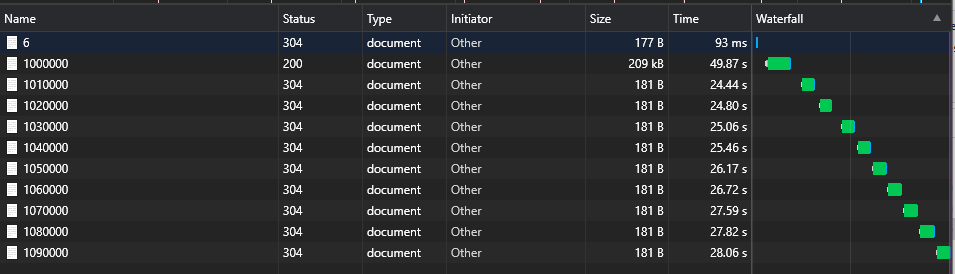 Name Status Type Initiator Size Time Waterfall
6 304 document Other 177 B 93 ms
1000000 200 document Other 209 kB 49.87 s
1010000 304 document Other 181 B 24.44 s
1020000 304 document Other 181 B 24.80 s
1030000 304 document Other 181 B 25.06 s
1040000 304 document Other 181 B 25.46 s
1050000 304 document Other 181 B 26.17 s
1060000 304 document Other 181 B 26.72 s
1070000 304 document Other 181 B 27.59 s
1080000 304 document Other 181 B 27.82 s
1090000 304 document Other 181 B 28.06 s